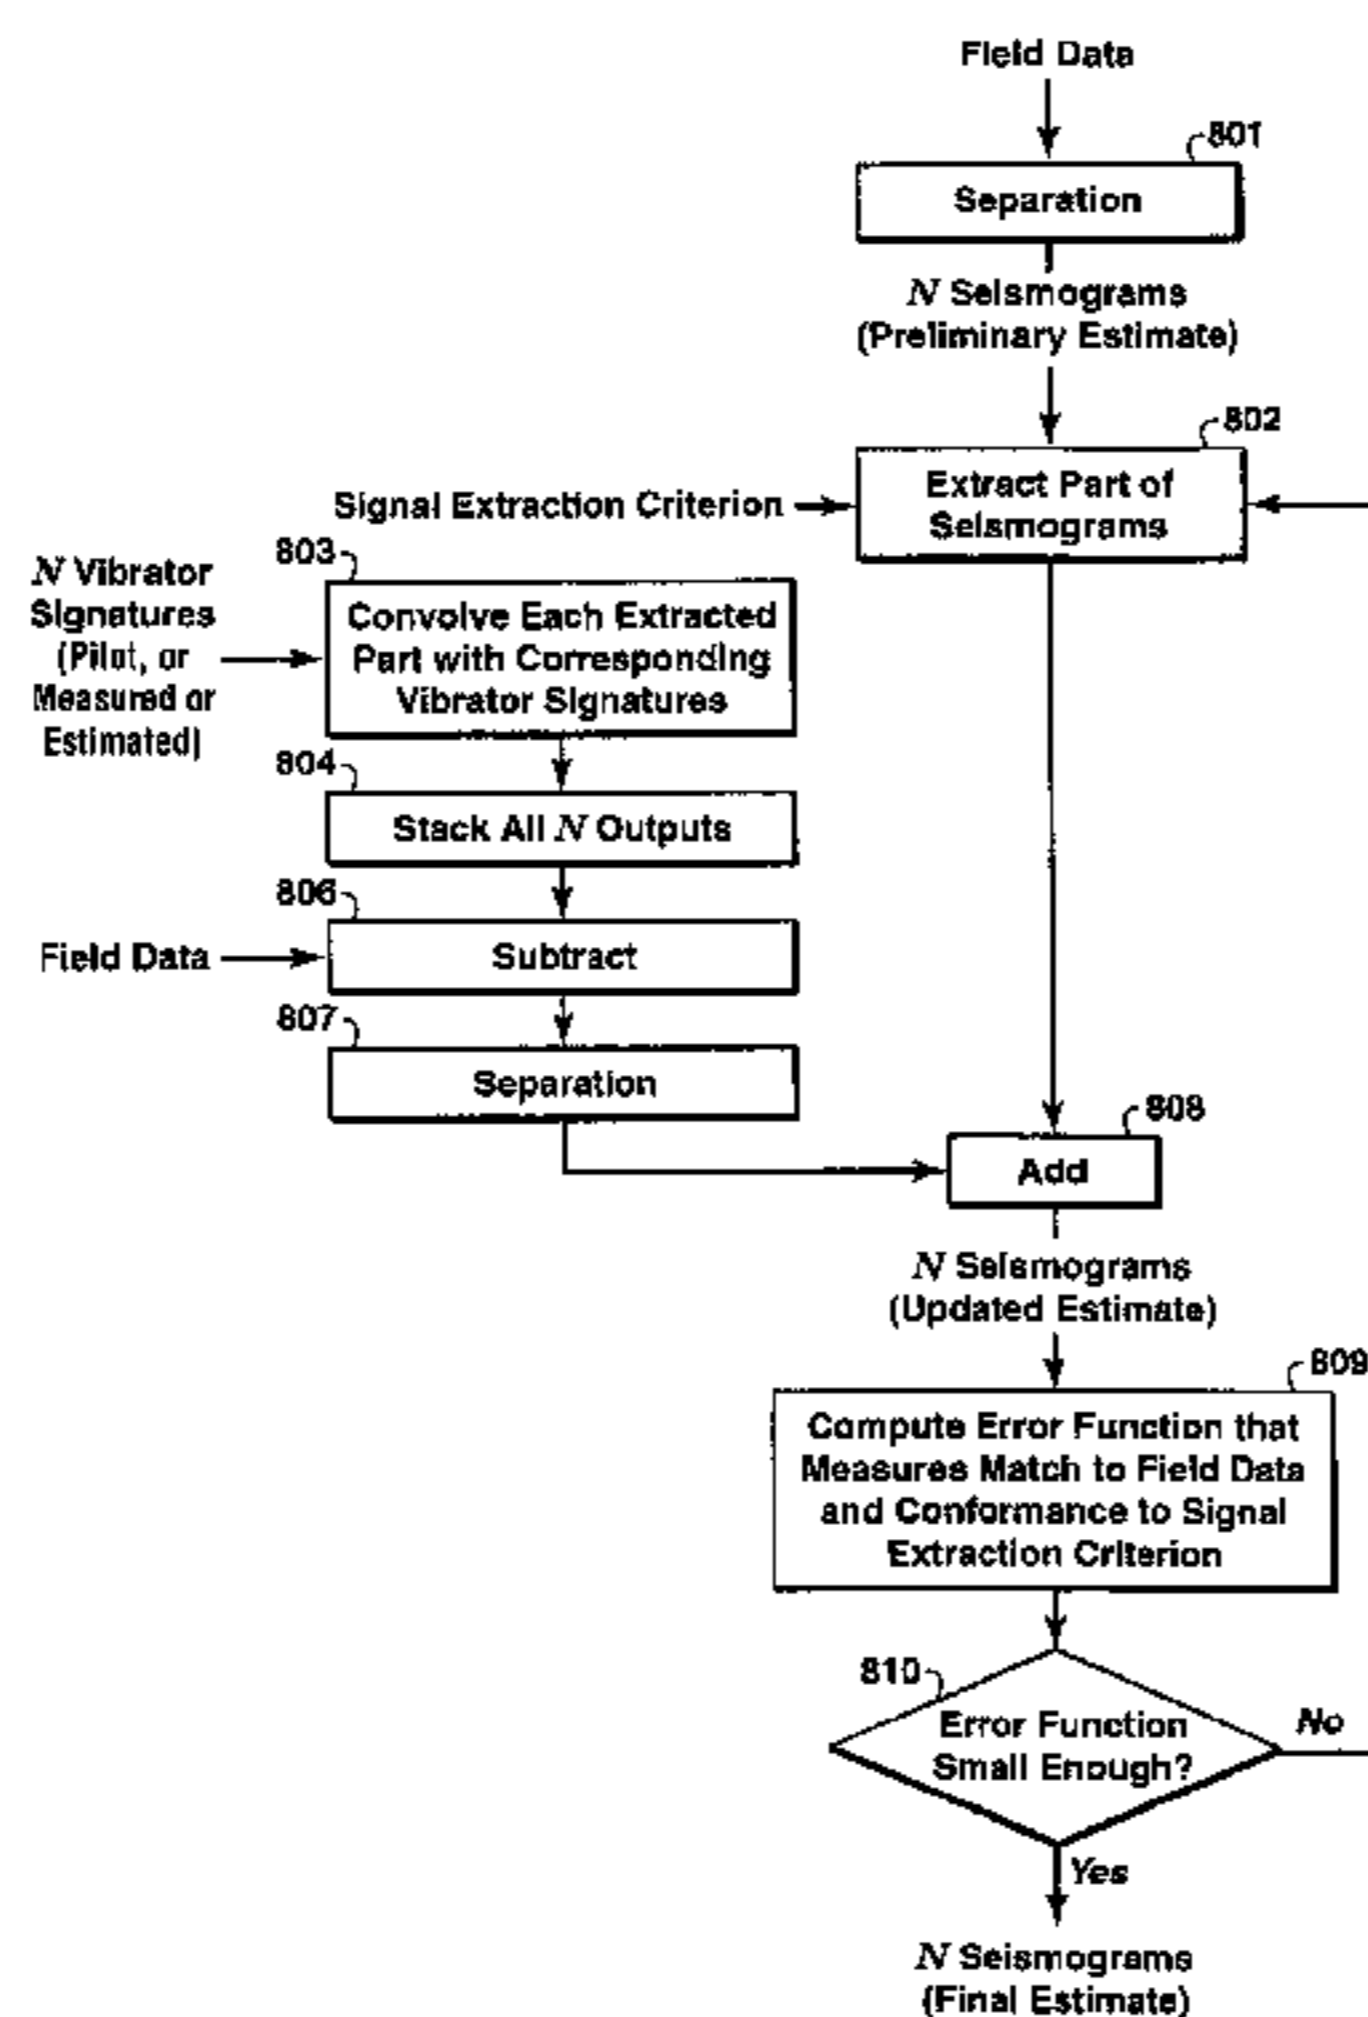 Field Data
801
Separation
N Seismograms
(Preliminary Estimate)
802
Extract Part of
Seismograms
Signal Extraction Criterion
803
N Vibrator
Signatures
(Pilot, or
Measured or
Estimated)
Convolve Each Extracted
Part with Corresponding
Vibrator Signatures
804
Stack All N Outputs
806
Field Data
Subtract
807
Separation
808
Add
N Seismograms
(Updated Estimate)
809
Compute Error Function that
Measures Match to Field Data
and Conformance to Signal
Extraction Criterion
810
Error Function
Small Enough?
No
Yes
N Seismograms
(Final Estimate)